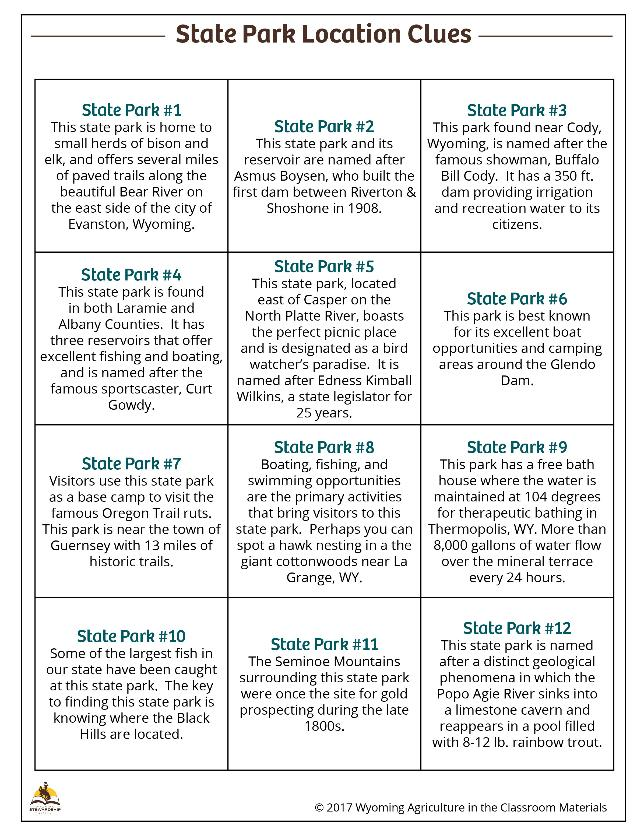 State Park Location Clues
State Park #1
This state park is home to
small herds of bison and
elk, and offers several miles
of paved trails along the
beautiful Bear River on
the east side of the city of
Evanston, Wyoming.
State Park #2
This state park and its
reservoir are named after
Asmus Boysen, who built the
first dam between Riverton &
Shoshone in 1908.
State Park #3
This park found near Cody,
Wyoming, is named after the
famous showman, Buffalo
Bill Cody.  It has a 350 ft.
dam providing irrigation
and recreation water to its
citizens.
State Park #4
This state park is found
in both Laramie and
Albany Counties.  It has
three reservoirs that offer
excellent fishing and boating,
and is named after the
famous sportscaster, Curt
Gowdy.
State Park #5
This state park, located
east of Casper on the
North Platte River, boasts
the perfect picnic place
and is designated as a bird
watcher's paradise.  It is
named after Edness Kimball
Wilkins, a state legislator for
25 years.
State Park #6
This park is best known
for its excellent boat
opportunities and camping
areas around the Glendo
Dam.
State Park #7
Visitors use this state park
as a base camp to visit the
famous Oregon Trail ruts.
This park is near the town of
Guernsey with 13 miles of
historic trails.
State Park #8
Boating, fishing, and
swimming opportunities
are the primary activities
that bring visitors to this
state park.  Perhaps you can
spot a hawk nesting in a the
giant cottonwoods near La
Grange, WY.
State Park #9
This park has a free bath
house where the water is
maintained at 104 degrees
for therapeutic bathing in
Thermopolis, WY. More than
8,000 gallons of water flow
over the mineral terrace
every 24 hours.
State Park #10
Some of the largest fish in
our state have been caught
at this state park.  The key
to finding this state park is
knowing where the Black
Hills are located.
State Park #11
The Seminoe Mountains
surrounding this state park
were once the site for gold
prospecting during the late
1800s.
State Park #12
This state park is named
after a distinct geological
phenomena in which the
Popo Agie River sinks into
a limestone cavern and
reappears in a pool filled
with 8-12 lb. rainbow trout.
© 2017 Wyoming Agriculture in the Classroom Materials